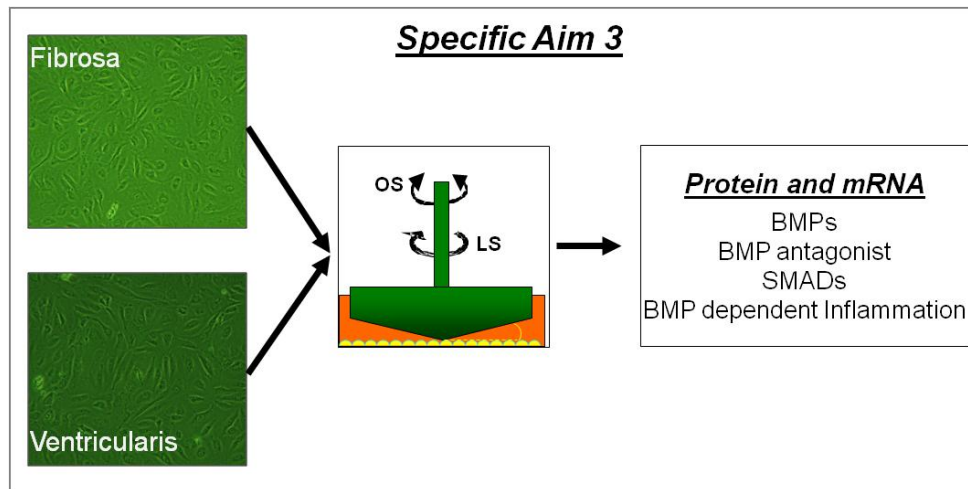 Specific Aim 3
Fibrosa
Ventricularis
OS
LS
Protein and mRNA
BMPs
BMP antagonist
SMADs
BMP dependent Inflammation